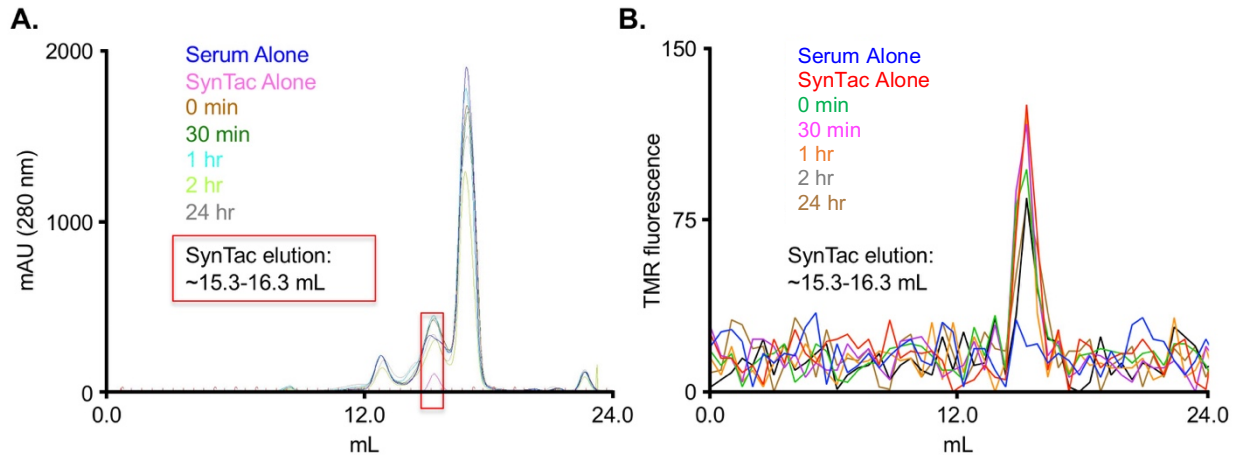 A.
2000
1000
0
mAU (280 nm)
Serum Alone
SynTac Alone
0 min
30 min
1 hr
2 hr
24 hr
SynTac elution:
~15.3-16.3 mL
0.0 12.0 24.0
mL
B.
150
75
0
TMR fluorescence
Serum Alone
SynTac Alone
0 min
30 min
1 hr
2 hr
24 hr
SynTac elution:
~15.3-16.3 mL
0.0 12.0 24.0
mL